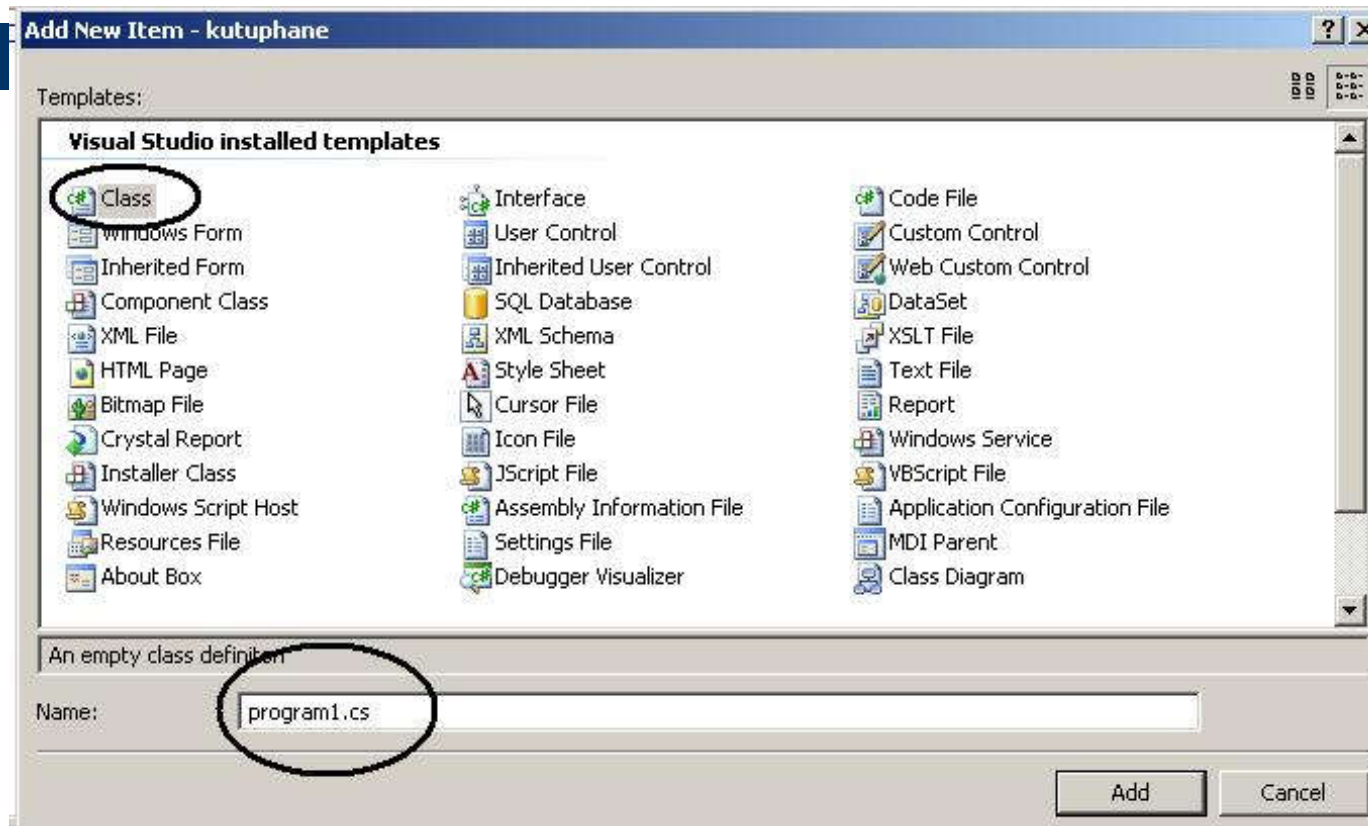 Add New Item - kutuphane
Templates:
Visual Studio installed templates
Class Interface Code File
Windows Form User Control Custom Control
Inherited Form Inherited User Control Web Custom Control
Component Class SQL Database DataSet
XML File XML Schema XSLT File
HTML Page Style Sheet Text File
Bitmap File Cursor File Report
Crystal Report Icon File Windows Service
Installer Class JScript File VBScript File
Windows Script Host Assembly Information File Application Configuration File
Resources File Settings File MDI Parent
About Box Debugger Visualizer Class Diagram
An empty class definiton
Name: program1.cs
Add Cancel